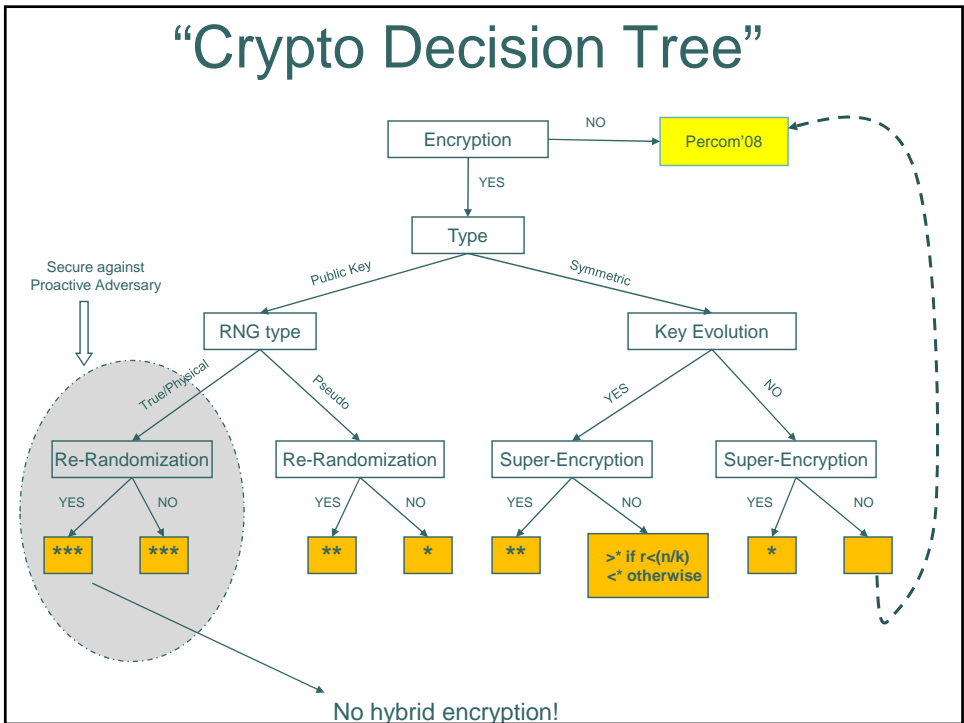 “Crypto Decision Tree”
NO
Encryption
Percom’08
YES
Type
Public Key
Symmetric
Secure against
Proactive Adversary
RNG type
Key Evolution
True/Physical
Pseudo
YES
NO
Re-Randomization
Re-Randomization
Super-Encryption
Super-Encryption
YES
NO
YES
NO
YES
NO
YES
NO
***
***
**
*
**
>* if r<(n/k)
<* otherwise
*
No hybrid encryption!